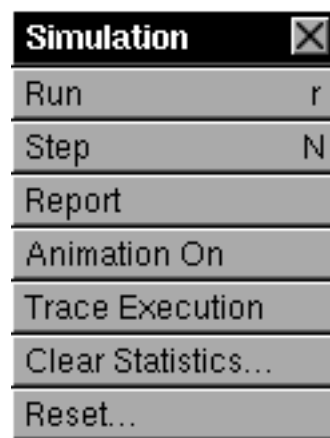 Simulation
Run r
Step N
Report
Animation On
Trace Execution
Clear Statistics...
Reset...